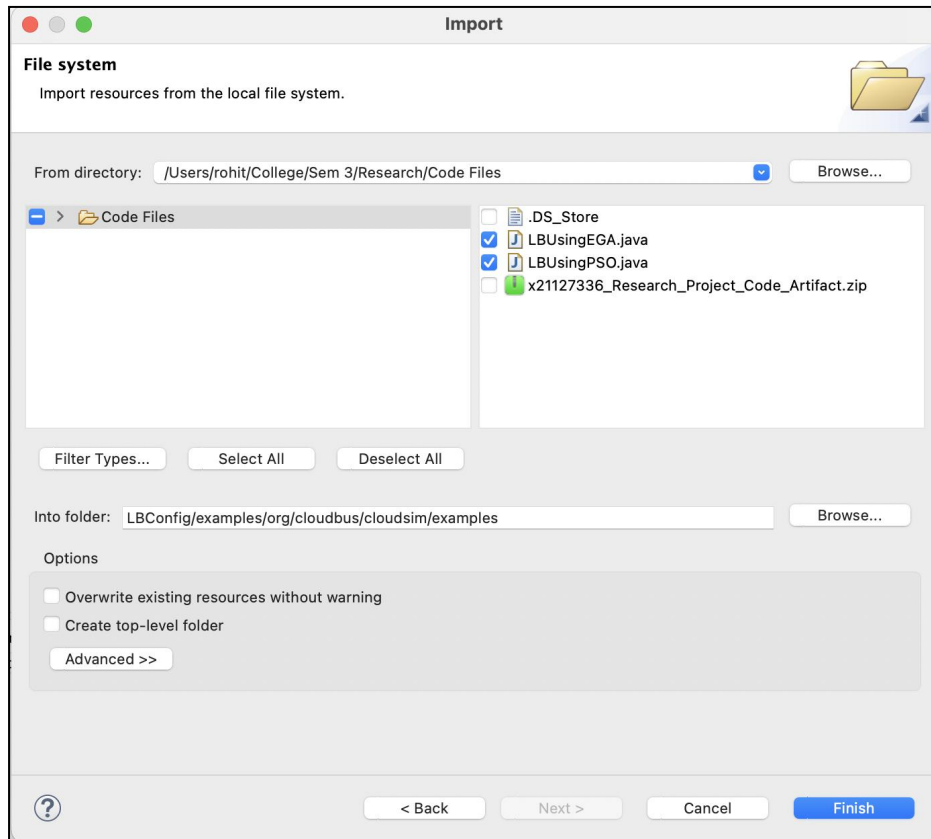 Import
File system
Import resources from the local file system.
From directory: /Users/rohit/College/Sem 3/Research/Code Files Browse...
Code Files
.DS_Store
LBUsingEGA.java
LBUsingPSO.java
x21127336_Research_Project_Code_Artifact.zip
Filter Types... Select All Deselect All
Into folder: LBConfig/examples/org/cloudbus/cloudsim/examples Browse...
Options
Overwrite existing resources without warning
Create top-level folder
Advanced >>
? < Back Next > Cancel Finish